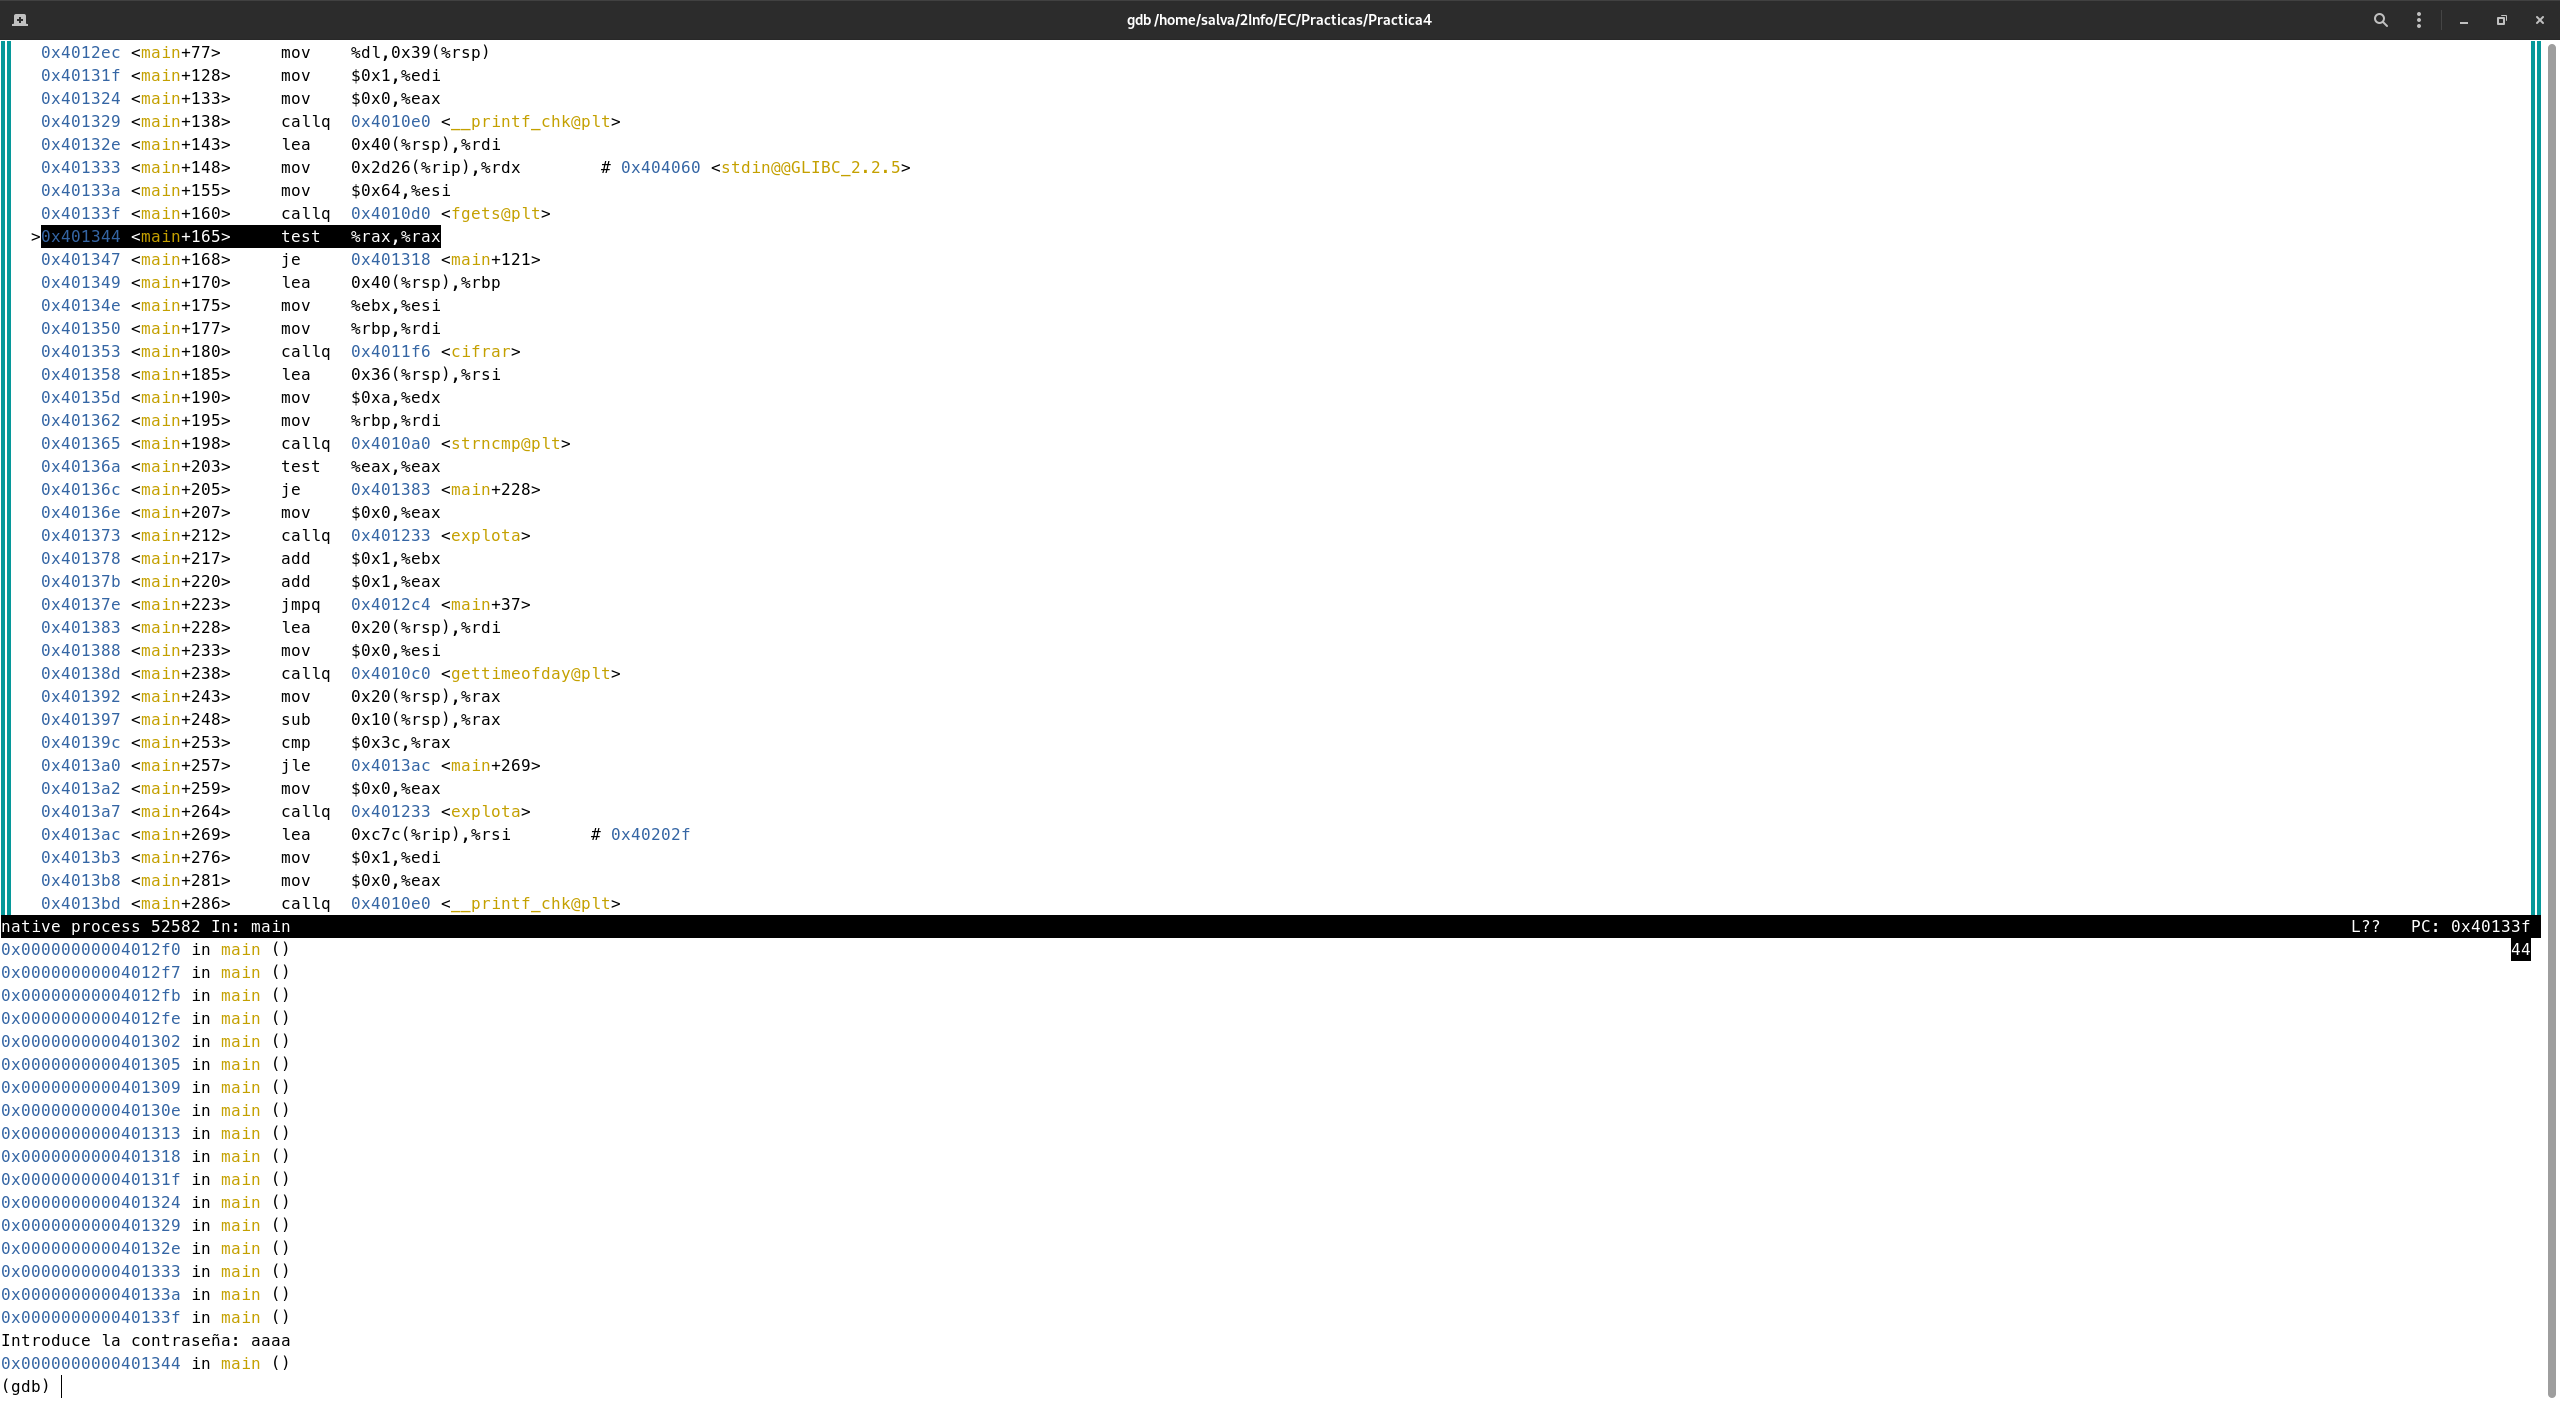 gdb /home/salva/2Info/EC/Practicas/Practica4
0x4012ec <main+77>      mov    %dl,0x39(%rsp)
0x40131f <main+128>     mov    $0x1,%edi
0x401324 <main+133>     mov    $0x0,%eax
0x401329 <main+138>     callq  0x4010e0 <__printf_chk@plt>
0x40132e <main+143>     lea    0x40(%rsp),%rdi
0x401333 <main+148>     mov    0x2d26(%rip),%rdx        # 0x404060 <stdin@@GLIBC_2.2.5>
0x40133a <main+155>     mov    $0x64,%esi
0x40133f <main+160>     callq  0x4010d0 <fgets@plt>
>0x401344 <main+165>     test   %rax,%rax
0x401347 <main+168>     je     0x401318 <main+121>
0x401349 <main+170>     lea    0x40(%rsp),%rbp
0x40134e <main+175>     mov    %ebx,%esi
0x401350 <main+177>     mov    %rbp,%rdi
0x401353 <main+180>     callq  0x4011f6 <cifrar>
0x401358 <main+185>     lea    0x36(%rsp),%rsi
0x40135d <main+190>     mov    $0xa,%edx
0x401362 <main+195>     mov    %rbp,%rdi
0x401365 <main+198>     callq  0x4010a0 <strncmp@plt>
0x40136a <main+203>     test   %eax,%eax
0x40136c <main+205>     je     0x401383 <main+228>
0x40136e <main+207>     mov    $0x0,%eax
0x401373 <main+212>     callq  0x401233 <explota>
0x401378 <main+217>     add    $0x1,%ebx
0x40137b <main+220>     add    $0x1,%eax
0x40137e <main+223>     jmpq   0x4012c4 <main+37>
0x401383 <main+228>     lea    0x20(%rsp),%rdi
0x401388 <main+233>     mov    $0x0,%esi
0x40138d <main+238>     callq  0x4010c0 <gettimeofday@plt>
0x401392 <main+243>     mov    0x20(%rsp),%rax
0x401397 <main+248>     sub    0x10(%rsp),%rax
0x40139c <main+253>     cmp    $0x3c,%rax
0x4013a0 <main+257>     jle    0x4013ac <main+269>
0x4013a2 <main+259>     mov    $0x0,%eax
0x4013a7 <main+264>     callq  0x401233 <explota>
0x4013ac <main+269>     lea    0xc7c(%rip),%rsi        # 0x40202f
0x4013b3 <main+276>     mov    $0x1,%edi
0x4013b8 <main+281>     mov    $0x0,%eax
0x4013bd <main+286>     callq  0x4010e0 <__printf_chk@plt>
native process 52582 In: main L?? PC: 0x40133f
0x00000000004012f0 in main () 44
0x00000000004012f7 in main ()
0x00000000004012fb in main ()
0x00000000004012fe in main ()
0x0000000000401302 in main ()
0x0000000000401305 in main ()
0x0000000000401309 in main ()
0x000000000040130e in main ()
0x0000000000401313 in main ()
0x0000000000401318 in main ()
0x000000000040131f in main ()
0x0000000000401324 in main ()
0x0000000000401329 in main ()
0x000000000040132e in main ()
0x0000000000401333 in main ()
0x000000000040133a in main ()
0x000000000040133f in main ()
Introduce la contraseña: aaaa
0x0000000000401344 in main ()
(gdb)